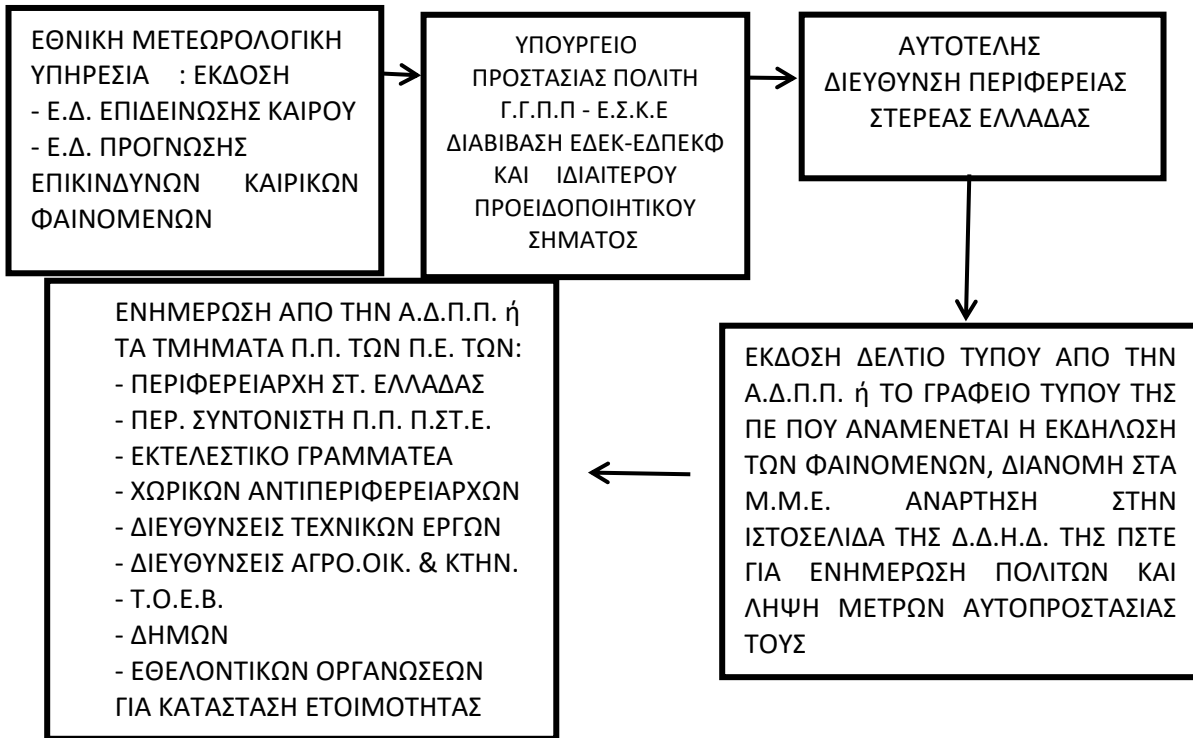 ΕΘΝΙΚΗ ΜΕΤΕΩΡΟΛΟΓΙΚΗ
ΥΠΗΡΕΣΙΑ : ΕΚΔΟΣΗ
- Ε.Δ. ΕΠΙΔΕΙΝΩΣΗΣ ΚΑΙΡΟΥ
- Ε.Δ. ΠΡΟΓΝΩΣΗΣ
ΕΠΙΚΙΝΔΥΝΩΝ ΚΑΙΡΙΚΩΝ
ΦΑΙΝΟΜΕΝΩΝ
ΥΠΟΥΡΓΕΙΟ
ΠΡΟΣΤΑΣΙΑΣ ΠΟΛΙΤΗ
Γ.Γ.Π.Π - Ε.Σ.Κ.Ε
ΔΙΑΒΙΒΑΣΗ ΕΔΕΚ-ΕΔΠΕΚΦ
ΚΑΙ ΙΔΙΑΙΤΕΡΟΥ
ΠΡΟΕΙΔΟΠΟΙΗΤΙΚΟΥ
ΣΗΜΑΤΟΣ
ΑΥΤΟΤΕΛΗΣ
ΔΙΕΥΘΥΝΣΗ ΠΕΡΙΦΕΡΕΙΑΣ
ΣΤΕΡΕΑΣ ΕΛΛΑΔΑΣ
ΕΚΔΟΣΗ ΔΕΛΤΙΟ ΤΥΠΟΥ ΑΠΟ ΤΗΝ
Α.Δ.Π.Π. ή ΤΟ ΓΡΑΦΕΙΟ ΤΥΠΟΥ ΤΗΣ
ΠΕ ΠΟΥ ΑΝΑΜΕΝΕΤΑΙ Η ΕΚΔΗΛΩΣΗ
ΤΩΝ ΦΑΙΝΟΜΕΝΩΝ, ΔΙΑΝΟΜΗ ΣΤΑ
Μ.Μ.Ε. ΑΝΑΡΤΗΣΗ ΣΤΗΝ
ΙΣΤΟΣΕΛΙΔΑ ΤΗΣ Δ.Δ.Η.Δ. ΤΗΣ ΠΣΤΕ
ΓΙΑ ΕΝΗΜΕΡΩΣΗ ΠΟΛΙΤΩΝ ΚΑΙ
ΛΗΨΗ ΜΕΤΡΩΝ ΑΥΤΟΠΡΟΣΤΑΣΙΑΣ
ΤΟΥΣ
ΕΝΗΜΕΡΩΣΗ ΑΠΟ ΤΗΝ Α.Δ.Π.Π. ή
ΤΑ ΤΜΗΜΑΤΑ Π.Π. ΤΩΝ Π.Ε. ΤΩΝ:
- ΠΕΡΙΦΕΡΕΙΑΡΧΗ ΣΤ. ΕΛΛΑΔΑΣ
- ΠΕΡ. ΣΥΝΤΟΝΙΣΤΗ Π.Π. Π.ΣΤ.Ε.
- ΕΚΤΕΛΕΣΤΙΚΟ ΓΡΑΜΜΑΤΕΑ
- ΧΩΡΙΚΩΝ ΑΝΤΙΠΕΡΙΦΕΡΕΙΑΡΧΩΝ
- ΔΙΕΥΘΥΝΣΕΙΣ ΤΕΧΝΙΚΩΝ ΕΡΓΩΝ
- ΔΙΕΥΘΥΝΣΕΙΣ ΑΓΡΟ.ΟΙΚ. & ΚΤΗΝ.
- Τ.Ο.Ε.Β.
- ΔΗΜΩΝ
- ΕΘΕΛΟΝΤΙΚΩΝ ΟΡΓΑΝΩΣΕΩΝ
ΓΙΑ ΚΑΤΑΣΤΑΣΗ ΕΤΟΙΜΟΤΗΤΑΣ